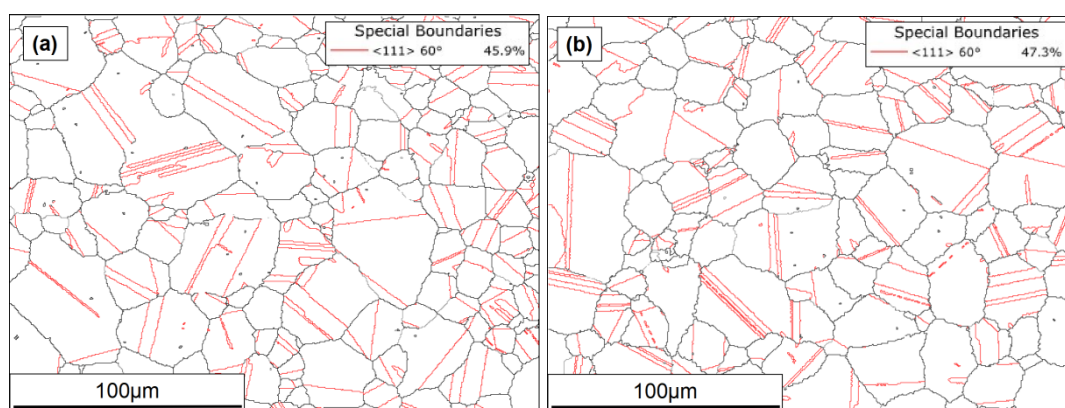 (a)
Special Boundaries
<111> 60° 45.9%
100µm
(b)
Special Boundaries
<111> 60° 47.3%
100µm